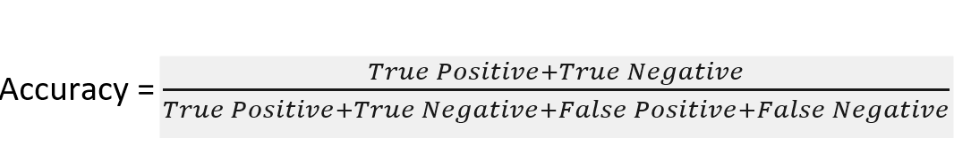 Accuracy = True Positive+True Negative
True Positive+True Negative+False Positive+False Negative